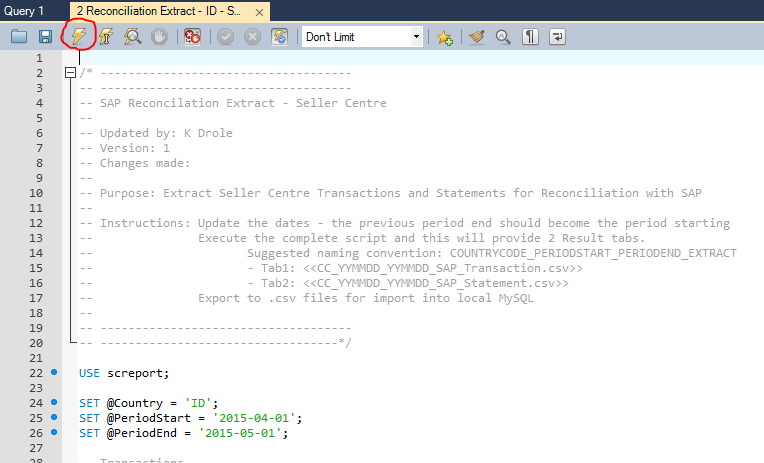 Query 1
2 Reconciliation Extract - ID - S...
Don't Limit
1
2 /* ----------------------------------
3 -- ----------------------------------
4 -- SAP Reconcilation Extract - Seller Centre
5 --
6 -- Updated by: K Drole
7 -- Version: 1
8 -- Changes made:
9 --
10 -- Purpose: Extract Seller Centre Transactions and Statements for Reconciliation with SAP
11 --
12 -- Instructions: Update the dates - the previous period end should become the period starting
13 -- Execute the complete script and this will provide 2 Result tabs.
14 -- Suggested naming convention: COUNTRYCODE_PERIODSTART_PERIODEND_EXTRACT
15 -- - Tab1: <<CC_YYMMDD_YYMMDD_SAP_Transaction.csv>>
16 -- - Tab2: <<CC_YYMMDD_YYMMDD_SAP_Statement.csv>>
17 -- Export to .csv files for import into local MySQL
18 --
19 -- ----------------------------------
20 -- --------------------------------*/
21
22 USE screport;
23
24 SET @Country = 'ID';
25 SET @PeriodStart = '2015-04-01';
26 SET @PeriodEnd = '2015-05-01';
27
28 -- Transactions